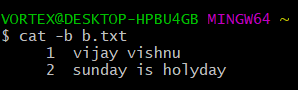 VORTEX@DESKTOP-HPBU4GB MINGW64 ~
$ cat -b b.txt
     1  vijay vishnu
     2  sunday is holyday